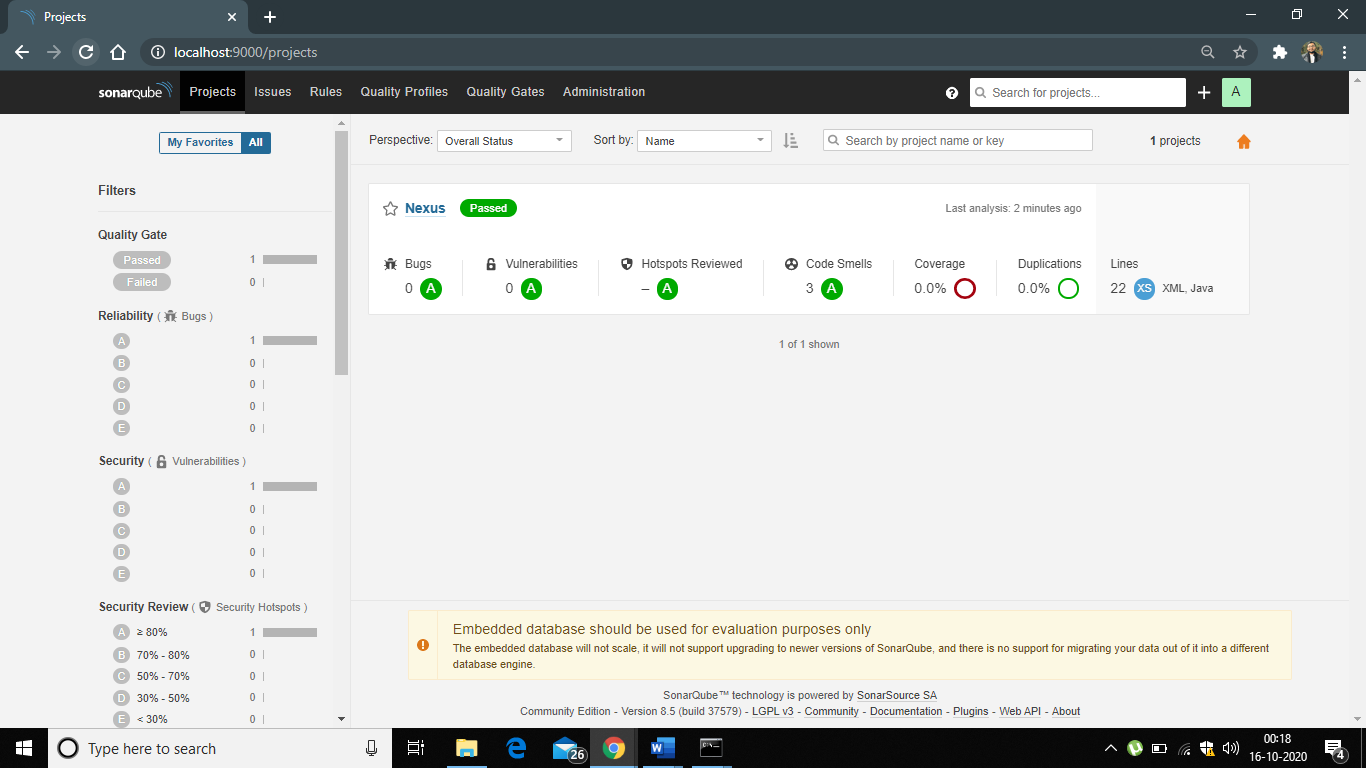 Projects
localhost:9000/projects
sonarqube Projects Issues Rules Quality Profiles Quality Gates Administration ? Search for projects... A
My Favorites All
Perspective: Overall Status Sort by: Name Search by project name or key 1 projects
Filters
Quality Gate
Passed 1
Failed 0
Reliability ( Bugs )
A 1
B 0
C 0
D 0
E 0
Security ( Vulnerabilities )
A 1
B 0
C 0
D 0
E 0
Security Review ( Security Hotspots )
A ≥ 80% 1
B 70% - 80% 0
C 50% - 70% 0
D 30% - 50% 0
E < 30% 0
Nexus Passed Last analysis: 2 minutes ago
Bugs Vulnerabilities Hotspots Reviewed Code Smells Coverage Duplications Lines
0 A 0 A – A 3 A 0.0% 0.0% 22 XS XML, Java
1 of 1 shown
Embedded database should be used for evaluation purposes only
The embedded database will not scale, it will not support upgrading to newer versions of SonarQube, and there is no support for migrating your data out of it into a different
database engine.
SonarQube™ technology is powered by SonarSource SA
Community Edition - Version 8.5 (build 37579) - LGPL v3 - Community - Documentation - Plugins - Web API - About
Type here to search 26 00:18
16-10-2020 4